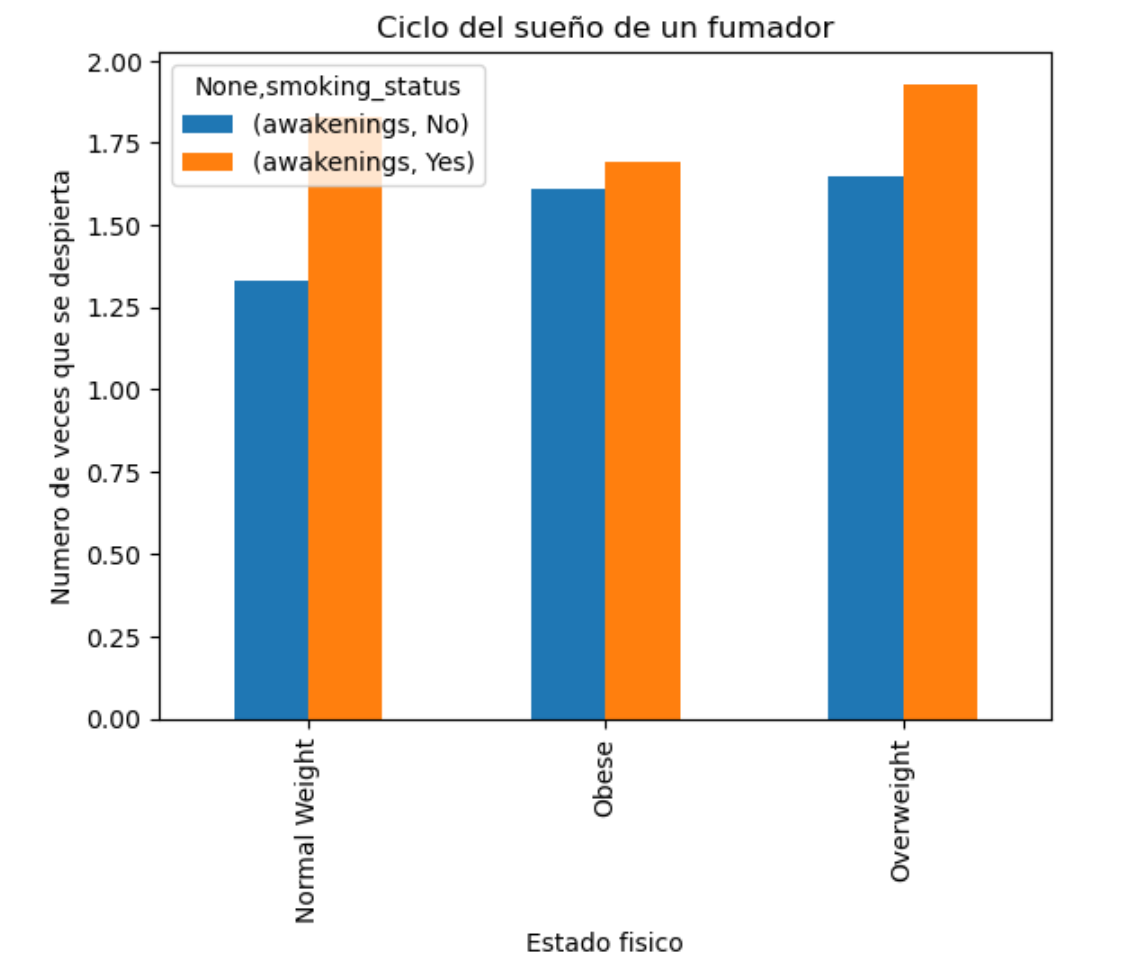 Ciclo del sueño de un fumador
None,smoking_status
(awakenings, No)
(awakenings, Yes)
Numero de veces que se despierta
2.00
1.75
1.50
1.25
1.00
0.75
0.50
0.25
0.00
Normal Weight
Obese
Overweight
Estado fisico